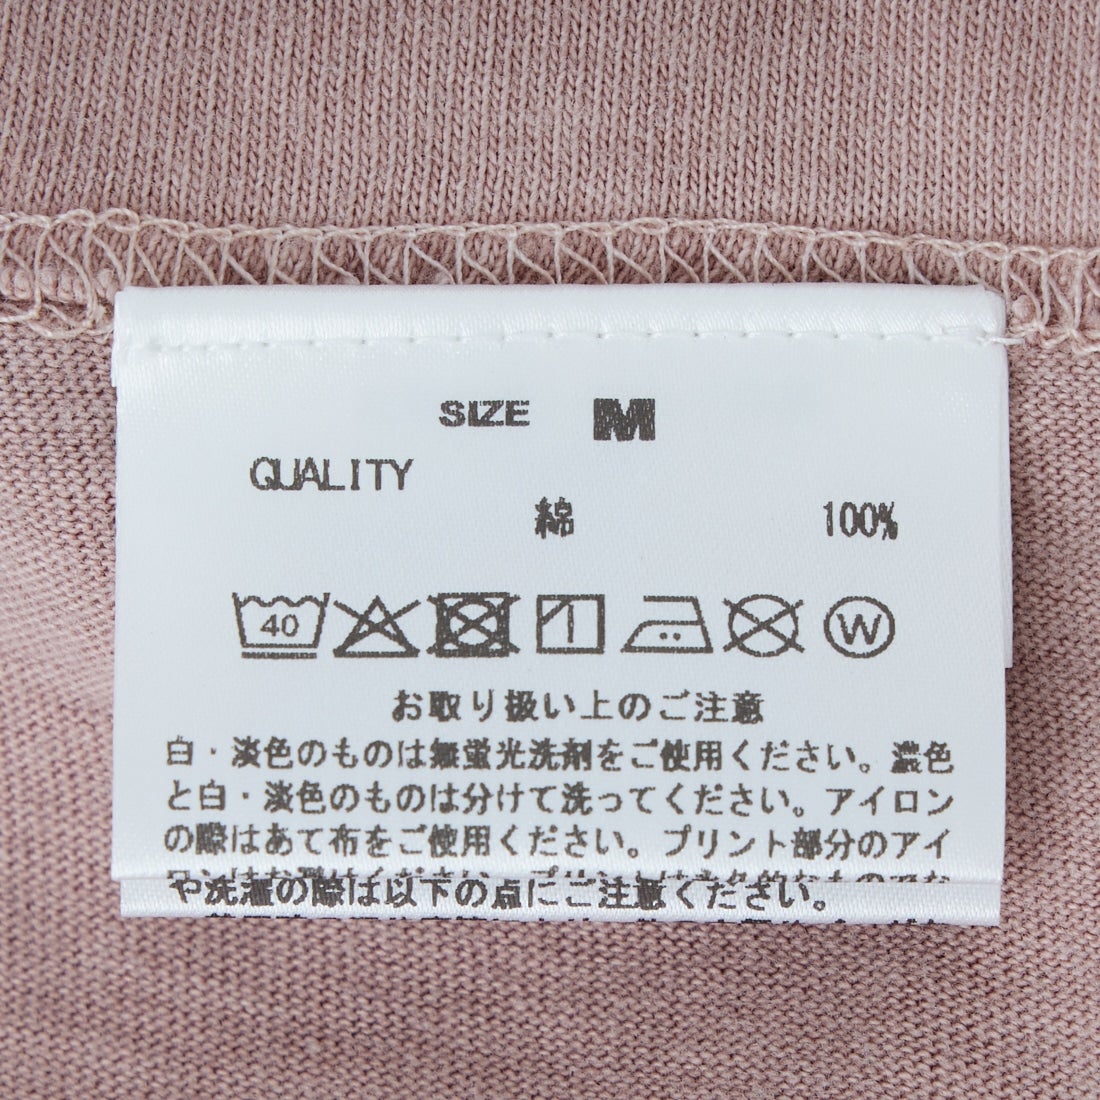 SIZE M
QUALITY
綿 100%
40
W
お取り扱い上のご注意
白・淡色のものは無蛍光洗剤をご使用ください。濃色
と白・淡色のものは分けて洗ってください。アイロン
の際はあて布をご使用ください。プリント部分のアイ
や洗濯の際は以下の点にご注意ください。